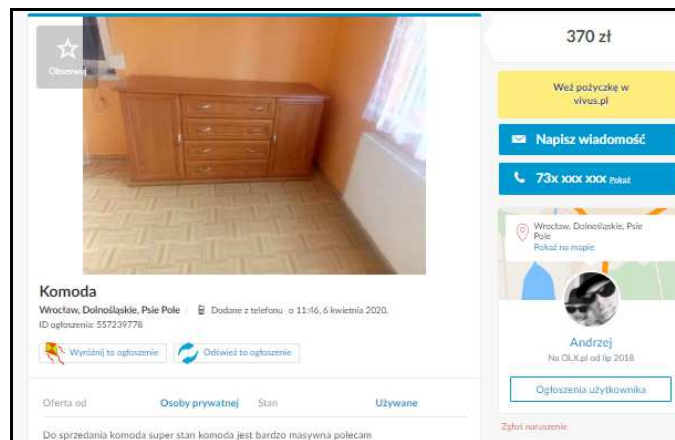 Obserwuj
370 zł
Weź pożyczkę w
vivus.pl
Napisz wiadomość
73x xxx xxx Pokaż
Wrocław, Dolnośląskie, Psie
Pole
Pokaż na mapie
Andrzej
Na OLX.pl od lip 2018
Ogłoszenia użytkownika
Zgłoś naruszenie
Komoda
Wrocław, Dolnośląskie, Psie Pole Dodane z telefonu o 11:46, 6 kwietnia 2020,
ID ogłoszenia: 557239778
Wyróżnij to ogłoszenie Odśwież to ogłoszenie
Oferta od Osoby prywatnej Stan Używane
Do sprzedania komoda super stan komoda jest bardzo masywna polecam